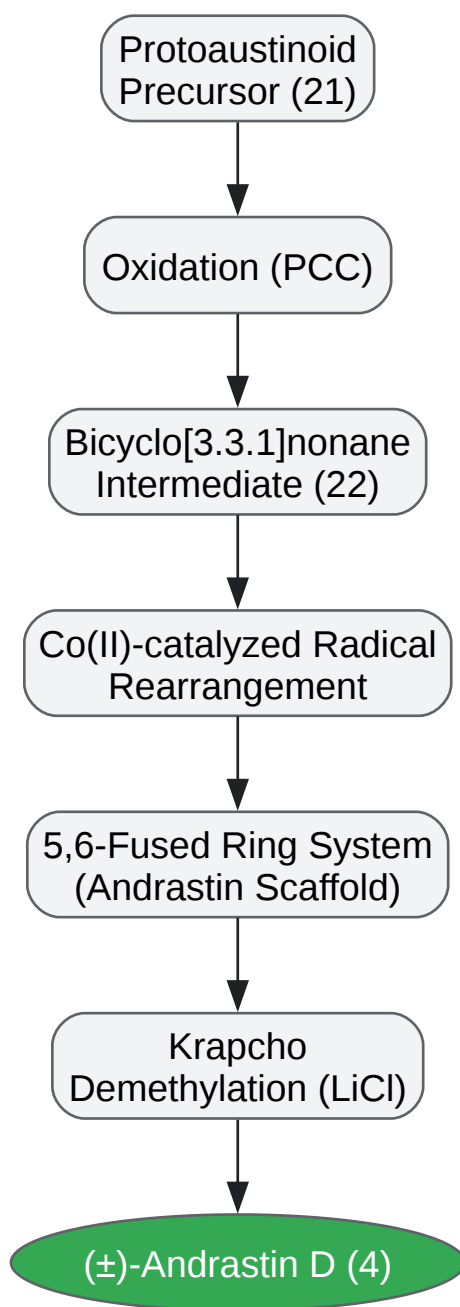 Protoaustinoid
Precursor (21)
Oxidation (PCC)
Bicyclo[3.3.1]nonane
Intermediate (22)
Co(II)-catalyzed Radical
Rearrangement
5,6-Fused Ring System
(Andrastin Scaffold)
Krapcho
Demethylation (LiCl)
(±)-Andrastin D (4)